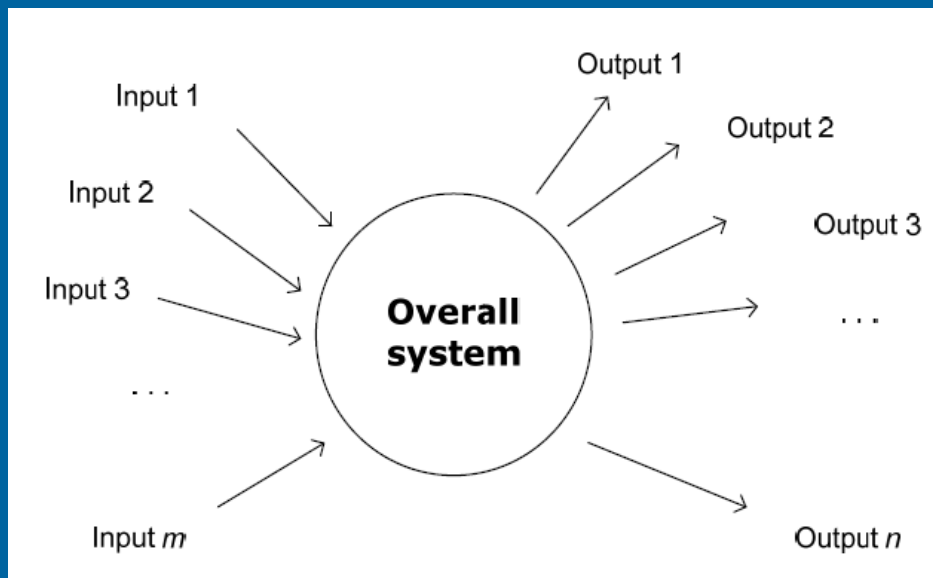 Input 1
Input 2
Input 3
. . .
Input m
Overall
system
Output 1
Output 2
Output 3
. . .
Output n